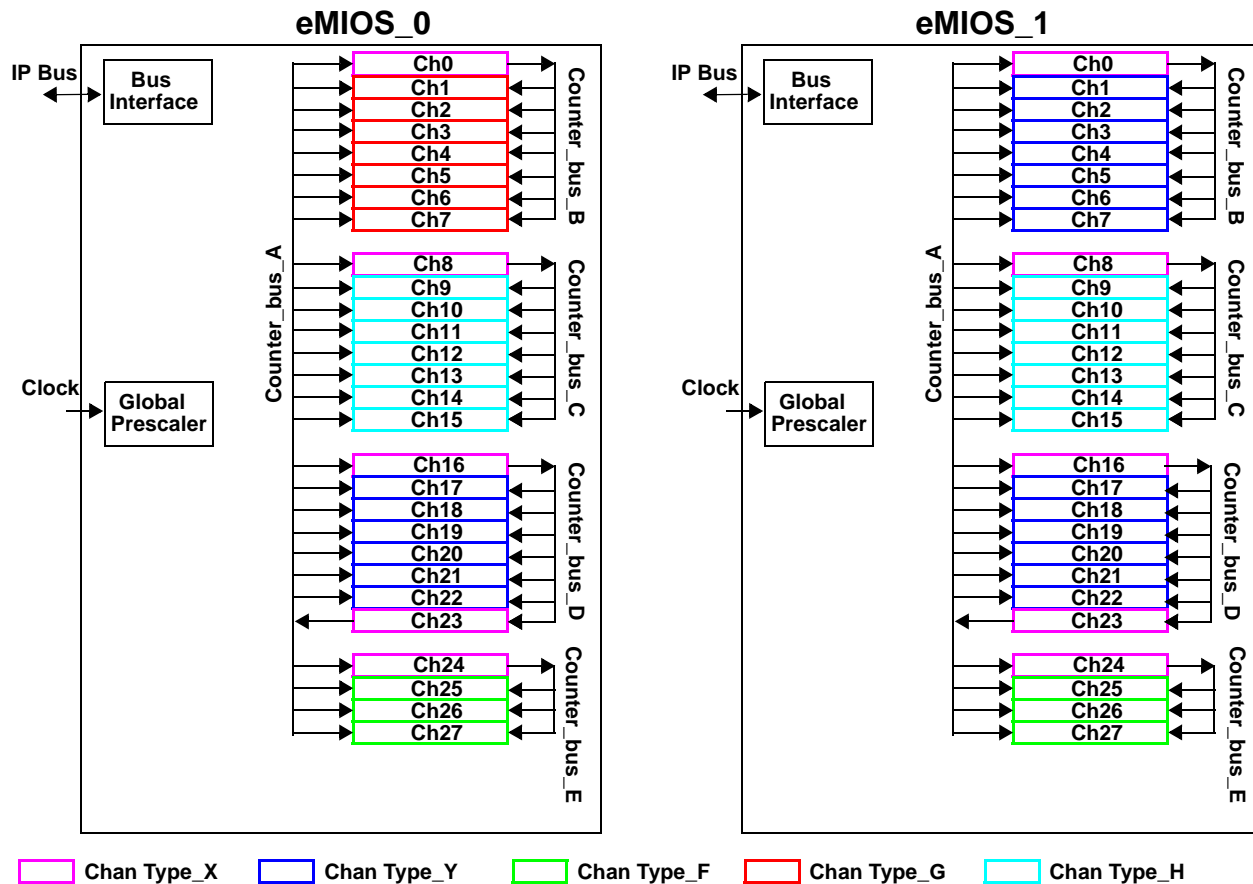 eMIOS_0
IP Bus
Bus
Interface
Clock
Global
Prescaler
Counter_bus_A
Ch0
Ch1
Ch2
Ch3
Ch4
Ch5
Ch6
Ch7
Counter_bus_B
Ch8
Ch9
Ch10
Ch11
Ch12
Ch13
Ch14
Ch15
Counter_bus_C
Ch16
Ch17
Ch18
Ch19
Ch20
Ch21
Ch22
Ch23
Counter_bus_D
Ch24
Ch25
Ch26
Ch27
Counter_bus_E
eMIOS_1
IP Bus
Bus
Interface
Clock
Global
Prescaler
Counter_bus_A
Ch0
Ch1
Ch2
Ch3
Ch4
Ch5
Ch6
Ch7
Counter_bus_B
Ch8
Ch9
Ch10
Ch11
Ch12
Ch13
Ch14
Ch15
Counter_bus_C
Ch16
Ch17
Ch18
Ch19
Ch20
Ch21
Ch22
Ch23
Counter_bus_D
Ch24
Ch25
Ch26
Ch27
Counter_bus_E
Chan Type_X
Chan Type_Y
Chan Type_F
Chan Type_G
Chan Type_H